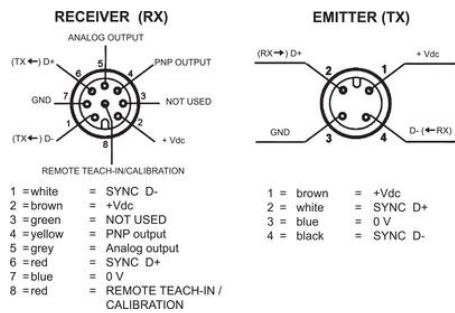 RECEIVER (RX)
ANALOG OUTPUT
(TX ←) D+
PNP OUTPUT
5
6
4
GND
7
3
NOT USED
1
2
(TX ←) D-
+ Vdc
8
REMOTE TEACH-IN/CALIBRATION
1 = white = SYNC D-
2 = brown = +Vdc
3 = green = NOT USED
4 = yellow = PNP output
5 = grey = Analog output
6 = red = SYNC D+
7 = blue = 0 V
8 = red = REMOTE TEACH-IN /
CALIBRATION
EMITTER (TX)
(RX →) D+
+ Vdc
2
1
GND
D- (←RX)
3
4
1 = brown = +Vdc
2 = white = SYNC D+
3 = blue = 0 V
4 = black = SYNC D-